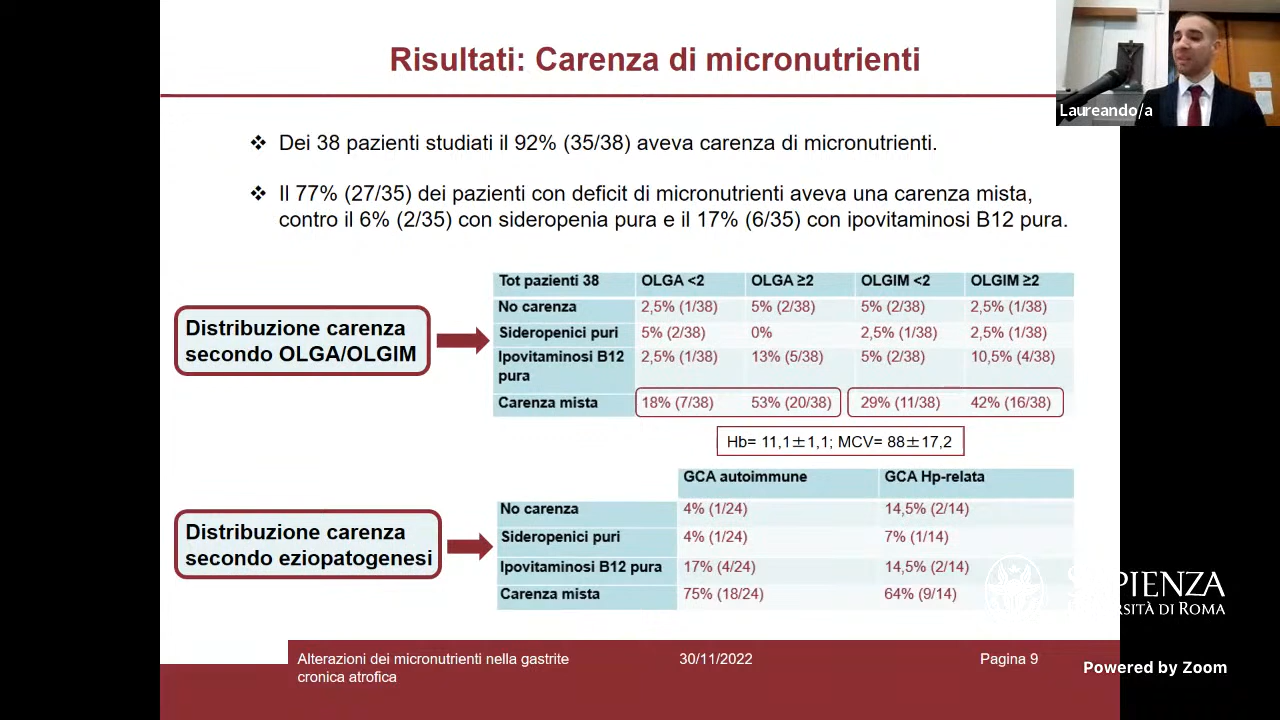 Risultati: Carenza di micronutrienti
Laureando/a
❖ Dei 38 pazienti studiati il 92% (35/38) aveva carenza di micronutrienti.
❖ Il 77% (27/35) dei pazienti con deficit di micronutrienti aveva una carenza mista,
contro il 6% (2/35) con sideropenia pura e il 17% (6/35) con ipovitaminosi B12 pura.
Distribuzione carenza
secondo OLGA/OLGIM
Tot pazienti 38 OLGA <2 OLGA ≥2 OLGIM <2 OLGIM ≥2
No carenza 2,5% (1/38) 5% (2/38) 5% (2/38) 2,5% (1/38)
Sideropenici puri 5% (2/38) 0% 2,5% (1/38) 2,5% (1/38)
Ipovitaminosi B12 2,5% (1/38) 13% (5/38) 5% (2/38) 10,5% (4/38)
pura
Carenza mista 18% (7/38) 53% (20/38) 29% (11/38) 42% (16/38)
Hb= 11,1±1,1; MCV= 88±17,2
Distribuzione carenza
secondo eziopatogenesi
GCA autoimmune GCA Hp-relata
No carenza 4% (1/24) 14,5% (2/14)
Sideropenici puri 4% (1/24) 7% (1/14)
Ipovitaminosi B12 pura 17% (4/24) 14,5% (2/14)
Carenza mista 75% (18/24) 64% (9/14)
SAPIENZA
DI ROMA
Alterazioni dei micronutrienti nella gastrite
cronica atrofica
30/11/2022
Pagina 9
Powered by Zoom